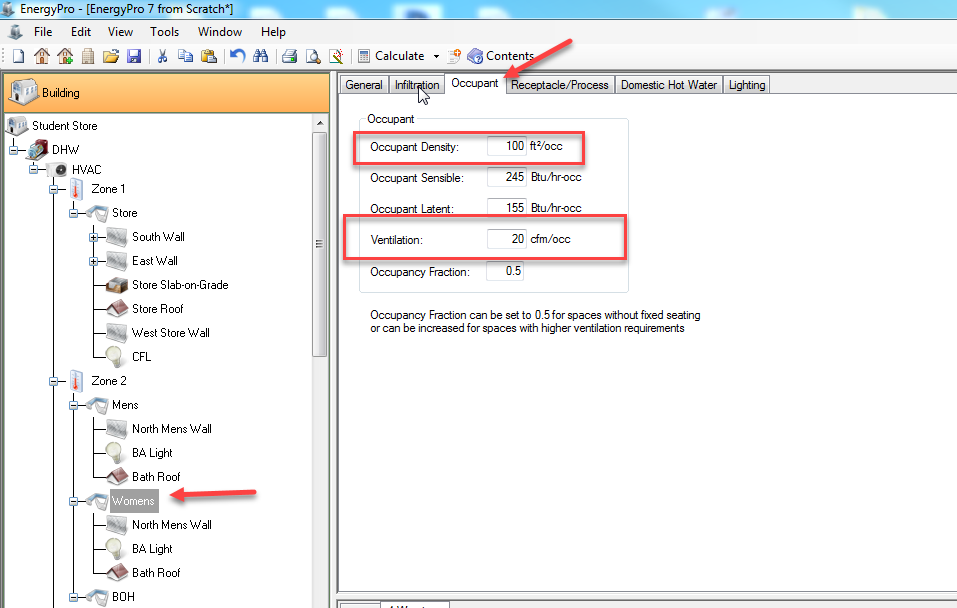 EnergyPro - [EnergyPro 7 from Scratch*]
File Edit View Tools Window Help
Calculate Contents
Building
Student Store
DHW
HVAC
Zone 1
Store
South Wall
East Wall
Store Slab-on-Grade
Store Roof
West Store Wall
CFL
Zone 2
Mens
North Mens Wall
BA Light
Bath Roof
Womens
North Mens Wall
BA Light
Bath Roof
BOH
General Infiltration Occupant Receptacle/Process Domestic Hot Water Lighting
Occupant
Occupant Density: 100 ft²/occ
Occupant Sensible: 245 Btu/hr-occ
Occupant Latent: 155 Btu/hr-occ
Ventilation: 20 cfm/occ
Occupancy Fraction: 0.5
Occupancy Fraction can be set to 0.5 for spaces without fixed seating
or can be increased for spaces with higher ventilation requirements